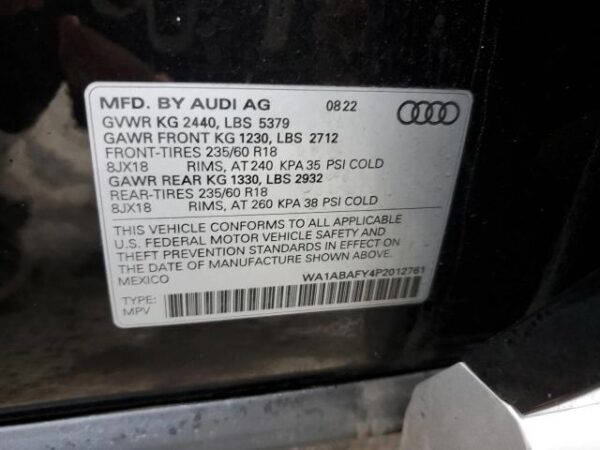 MFD. BY AUDI AG 08 22
GVWR KG 2440, LBS 5379
GAWR FRONT KG 1230, LBS 2712
FRONT-TIRES 235/60 R18
8JX18 RIMS, AT 240 KPA 35 PSI COLD
GAWR REAR KG 1330, LBS 2932
REAR-TIRES 235/60 R18
8JX18 RIMS, AT 260 KPA 38 PSI COLD
THIS VEHICLE CONFORMS TO ALL APPLICABLE
U.S. FEDERAL MOTOR VEHICLE SAFETY AND
THEFT PREVENTION STANDARDS IN EFFECT ON
THE DATE OF MANUFACTURE SHOWN ABOVE.
MEXICO WA1ABAFY4P2012761
TYPE:
MPV